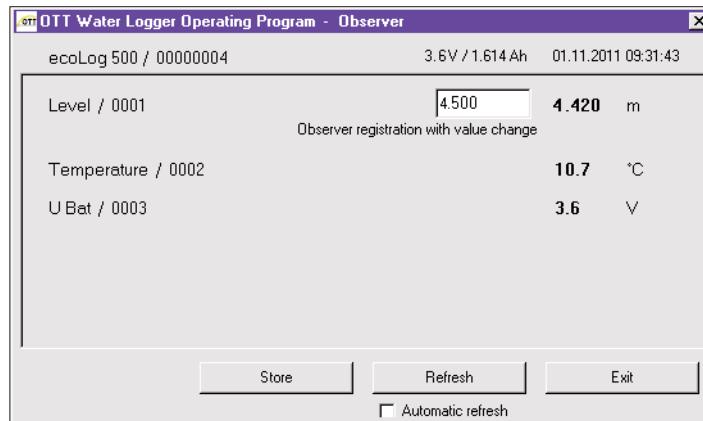 OTT OTT Water Logger Operating Program - Observer
ecoLog 500 / 00000004 3.6V / 1.614 Ah 01.11.2011 09:31:43
Level / 0001 4.500 4.420 m
Observer registration with value change
Temperature / 0002 10.7 °C
U Bat / 0003 3.6 V
Store Refresh Exit
Automatic refresh